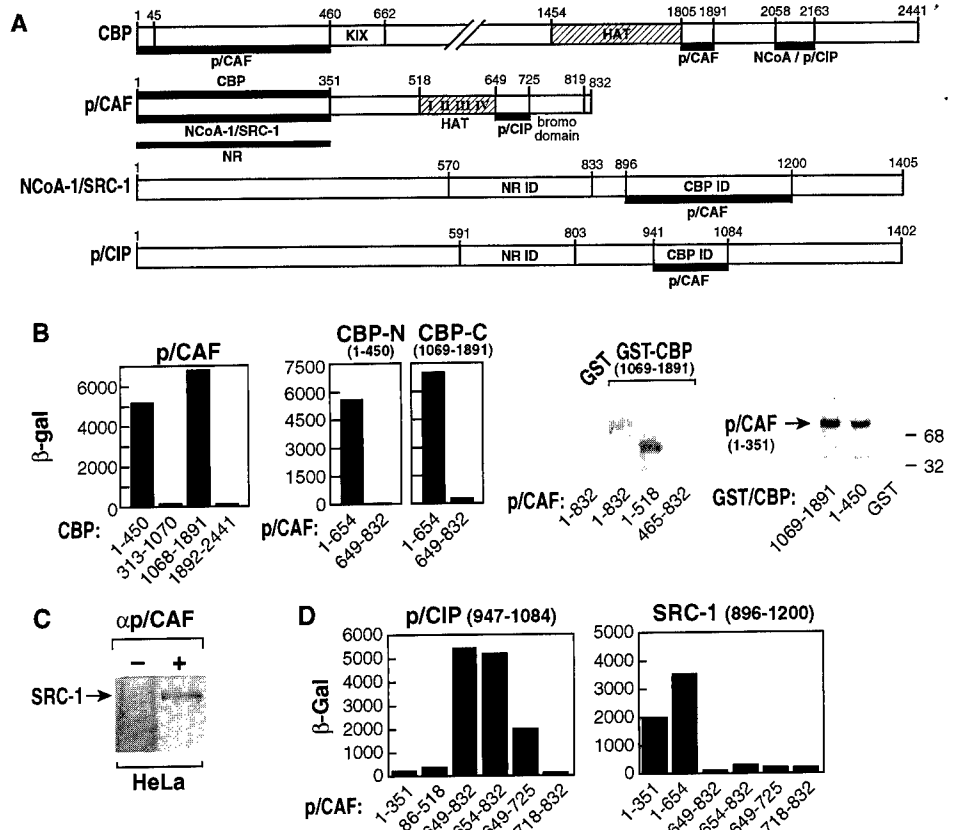 A
CBP
1 45 460 662 1454 1805 1891 2058 2163 2441
KIX HAT
p/CAF p/CAF NCoA / p/CIP
p/CAF
1 CBP 351 518 649 725 819 832
I II III IV
HAT p/CIP bromo domain
NCoA-1/SRC-1
NR
NCoA-1/SRC-1
1 570 833 896 1200 1405
NR ID CBP ID
p/CAF
p/CIP
1 591 803 941 1084 1402
NR ID CBP ID
p/CAF
B
p/CAF
β-gal
6000
4000
2000
0
CBP: 1-450 313-1070 1068-1891 1892-2441
CBP-N (1-450)
CBP-C (1069-1891)
7500
6000
4500
3000
1500
0
p/CAF: 1-654 649-832 1-654 649-832
GST GST-CBP (1069-1891)
p/CAF: 1-832 1-832 1-518 465-832
p/CAF (1-351)
68
32
GST/CBP: 1069-1891 1-450 GST
C
αp/CAF
- +
SRC-1
HeLa
D
p/CIP (947-1084)
β-Gal
6000
5000
4000
3000
2000
1000
0
p/CAF: 1-351 86-518 649-832 654-832 649-725 718-832
SRC-1 (896-1200)
5000
4000
3000
2000
1000
0
1-351 1-654 649-832 654-832 649-725 718-832